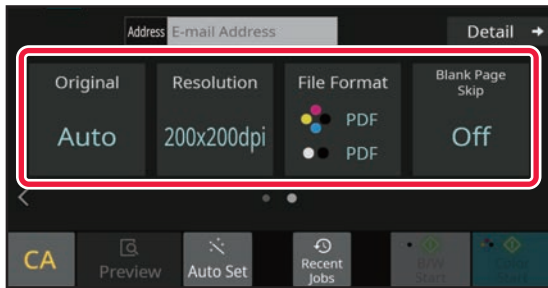 Address E-mail Address Detail
Original
Auto
Resolution
200x200dpi
File Format
PDF
PDF
Blank Page
Skip
Off
CA
Preview
Auto Set
Recent
Jobs
B/W
Start
Color
Start